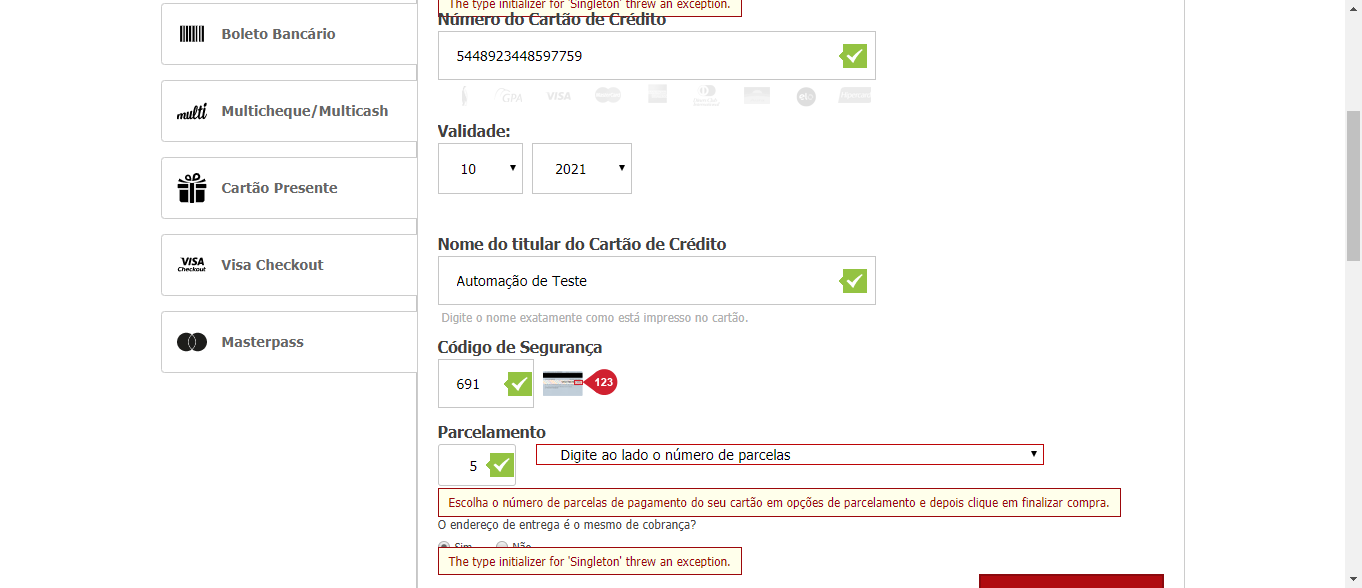 The type initializer for 'Singleton' threw an exception.
Boleto Bancário
Número do Cartão de Crédito
5448923448597759
multi Multicheque/Multicash
GPA VISA
elo
Validade:
10 2021
Cartão Presente
Nome do titular do Cartão de Crédito
VISA
Checkout
Visa Checkout
Automação de Teste
Digite o nome exatamente como está impresso no cartão.
Masterpass
Código de Segurança
691 123
Parcelamento
5 Digite ao lado o número de parcelas
Escolha o número de parcelas de pagamento do seu cartão em opções de parcelamento e depois clique em finalizar compra.
O endereço de entrega é o mesmo de cobrança?
Sim Não
The type initializer for 'Singleton' threw an exception.